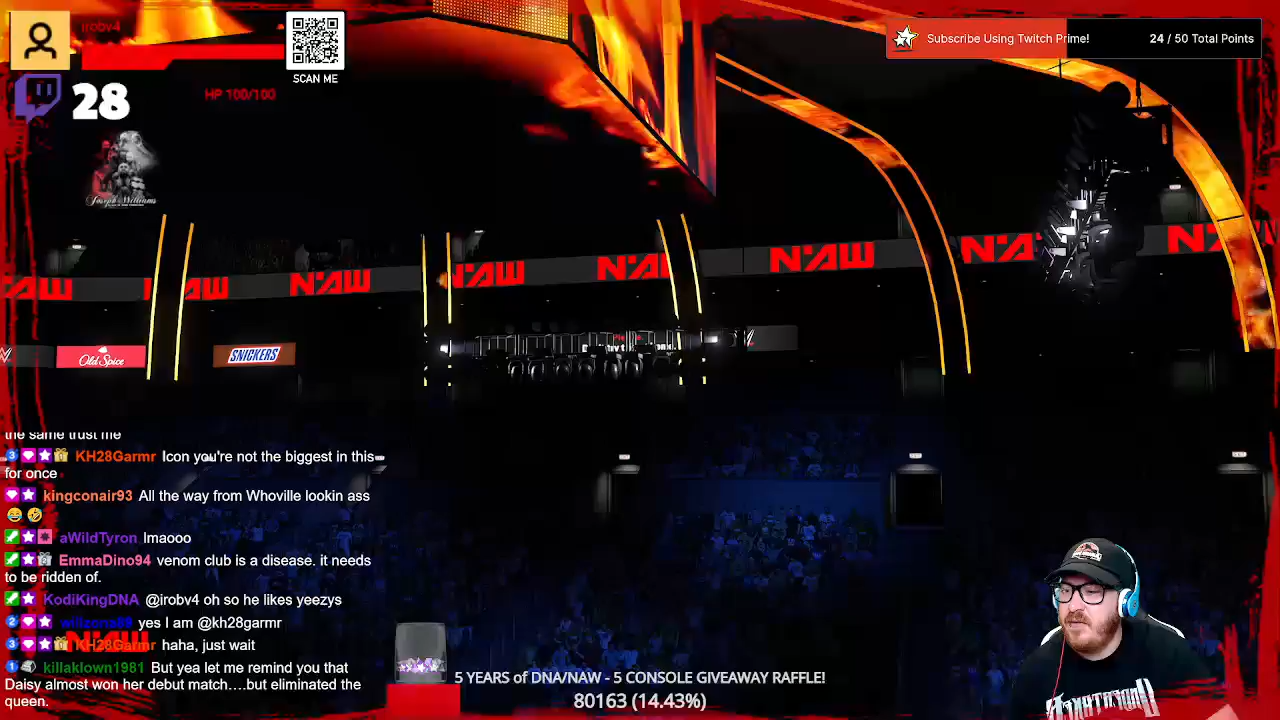 irobv4
SCAN ME
28
HP 100/100
Joseph Williams
Subscribe Using Twitch Prime!
24 / 50 Total Points
NAW NAW NAW NAW NAW NAW
Old Spice
SNICKERS
the same trust me
KH28Garmr Icon you're not the biggest in this
for once
kingconair93 All the way from Whoville lookin ass
😂 🤣
aWildTyron lmaooo
EmmaDino94 venom club is a disease. it needs
to be ridden of.
KodiKingDNA @irobv4 oh so he likes yeezys
yes I am @kh28garmr
KH28Garmr haha, just wait
killaklown1981 But yea let me remind you that
Daisy almost won her debut match….but eliminated the
queen.
5 YEARS of DNA/NAW - 5 CONSOLE GIVEAWAY RAFFLE!
80163 (14.43%)